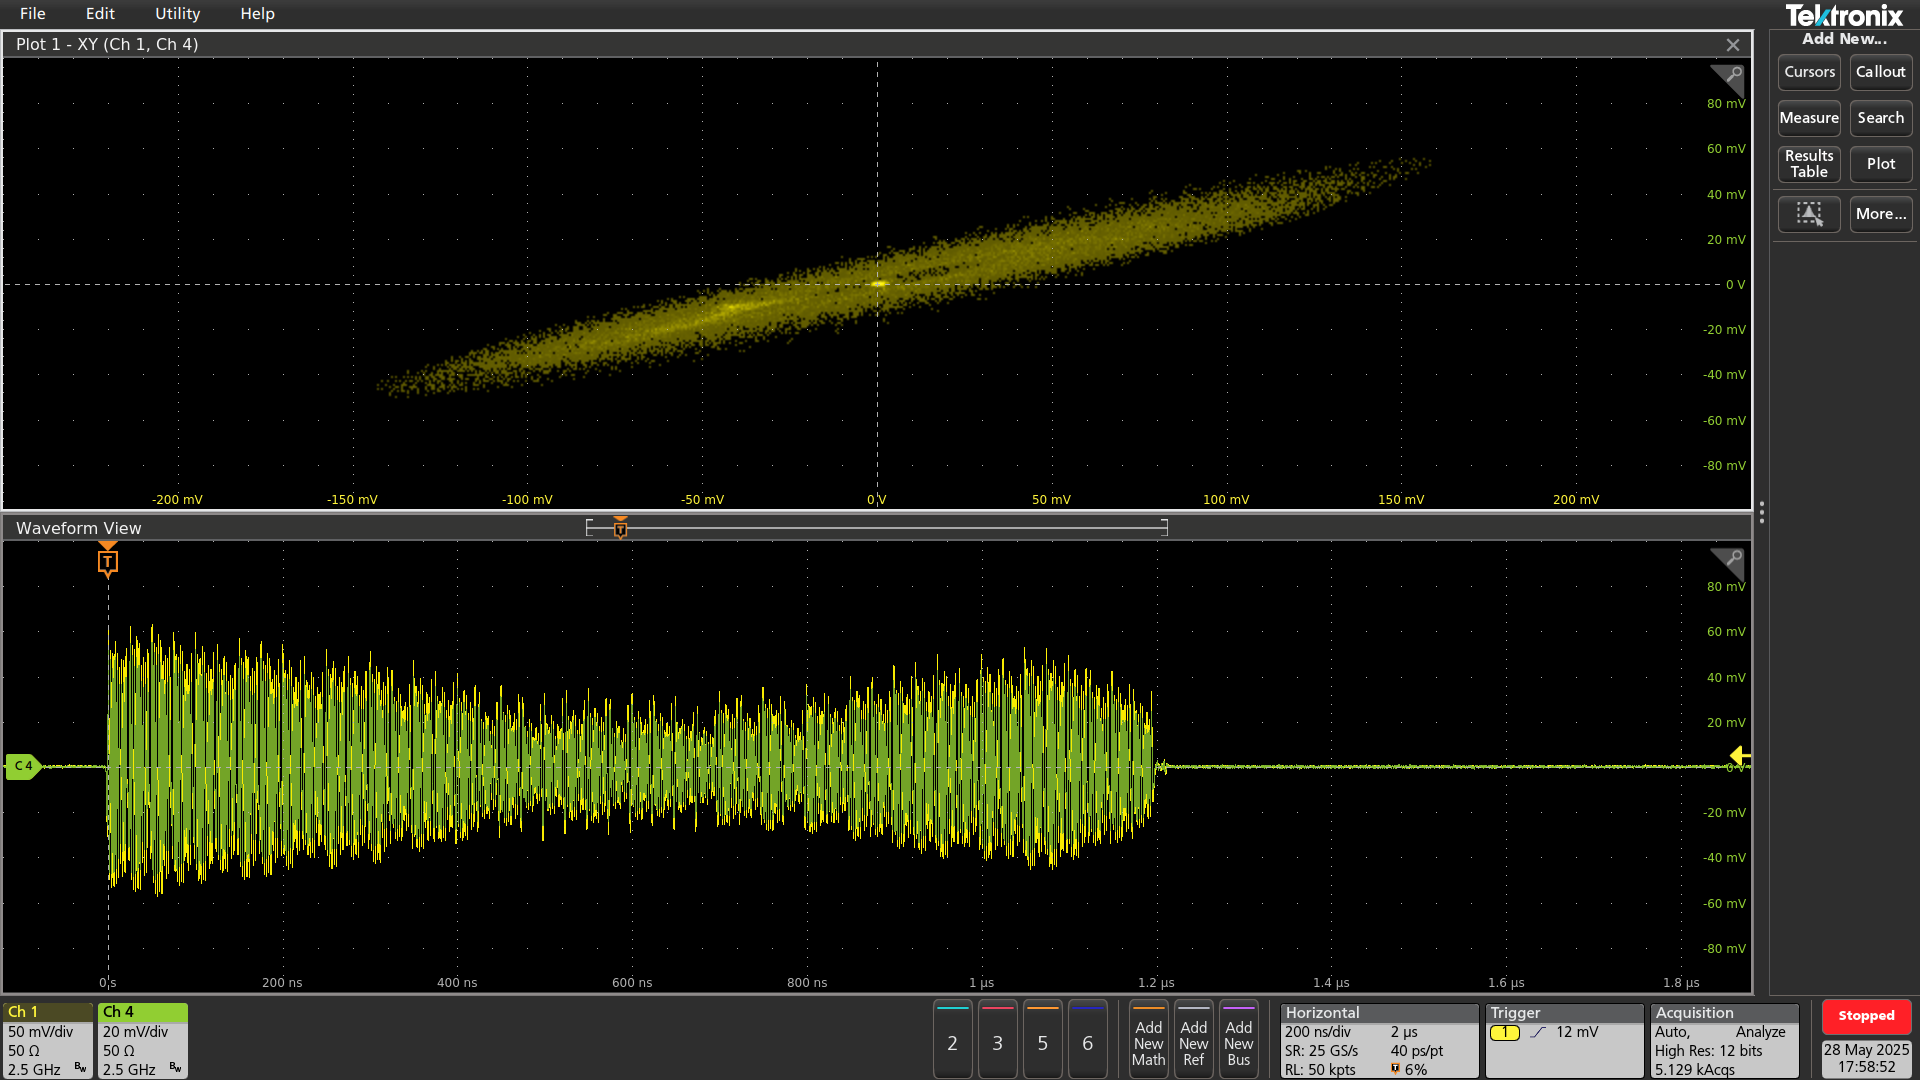 File Edit Utility Help
Tektronix
Add New...
Plot 1 - XY (Ch 1, Ch 4)
Cursors Callout
Measure Search
Results Table Plot
More...
80 mV
60 mV
40 mV
20 mV
0 V
-20 mV
-40 mV
-60 mV
-80 mV
-200 mV -150 mV -100 mV -50 mV 0 V 50 mV 100 mV 150 mV 200 mV
Waveform View
T
T
80 mV
60 mV
40 mV
20 mV
C 4
0 V
-20 mV
-40 mV
-60 mV
-80 mV
0 s 200 ns 400 ns 600 ns 800 ns 1 µs 1.2 µs 1.4 µs 1.6 µs 1.8 µs
Ch 1
50 mV/div
50 Ω
2.5 GHz Bw
Ch 4
20 mV/div
50 Ω
2.5 GHz Bw
2 3 5 6
Add New Math
Add New Ref
Add New Bus
Horizontal
200 ns/div 2 µs
SR: 25 GS/s 40 ps/pt
RL: 50 kpts T 6%
Trigger
1 12 mV
Acquisition
Auto, Analyze
High Res: 12 bits
5.129 kAcqs
Stopped
28 May 2025
17:58:52